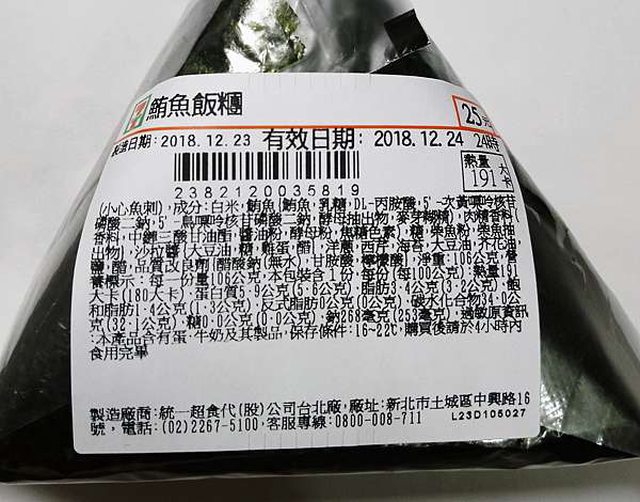 7 鮪魚飯糰 25元
製造日期:2018.12.23 有效日期: 2018.12.24 24時
熱量
191大卡
2382120035819
(小心魚刺),成分:白米,鮪魚(鮪魚,乳糖,DL-丙胺酸,5'-次黃嘌呤核苷
磷酸二鈉,5'-鳥嘌呤核苷磷酸二鈉,酵母抽出物,麥芽糊精),肉精香料(
香料,中鏈三酸甘油酯,醬油粉,酵母粉,焦糖色素),糖,柴魚粉,柴魚抽
出物),沙拉醬(大豆油,糖,雞蛋,醋),洋蔥,西芹,海苔,大豆油,芥花油,
鹽,醋,品質改良劑(醋酸鈉(無水),甘胺酸,檸檬酸),淨重:106公克,營
養標示:每一份量106公克,本包裝含1份,每份(每100公克):熱量191
大卡(180大卡),蛋白質5.9公克(5.6公克),脂肪3.4公克(3.2公克),飽
和脂肪1.4公克(1.3公克),反式脂肪0公克(0公克),碳水化合物34.0公
克(32.1公克),糖0.0公克(0.0公克),鈉268毫克(253毫克),過敏原資訊
:本產品含有蛋、牛奶及其製品,保存條件:16~22℃,購買後請於4小時內
食用完畢
製造廠商:統一超食代(股)公司台北廠,廠址:新北市土城區中興路16
號,電話:(02)2267-5100,客服專線:0800-008-711 L23D105027